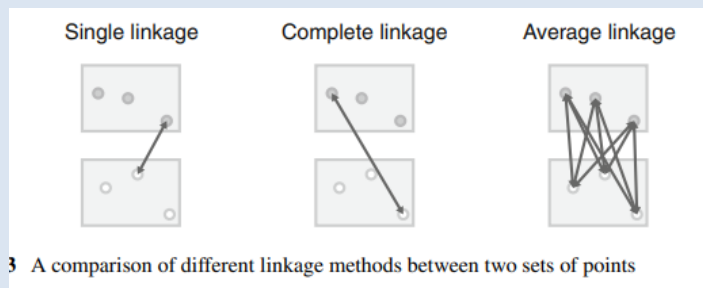 Single linkage Complete linkage Average linkage
3 A comparison of different linkage methods between two sets of points